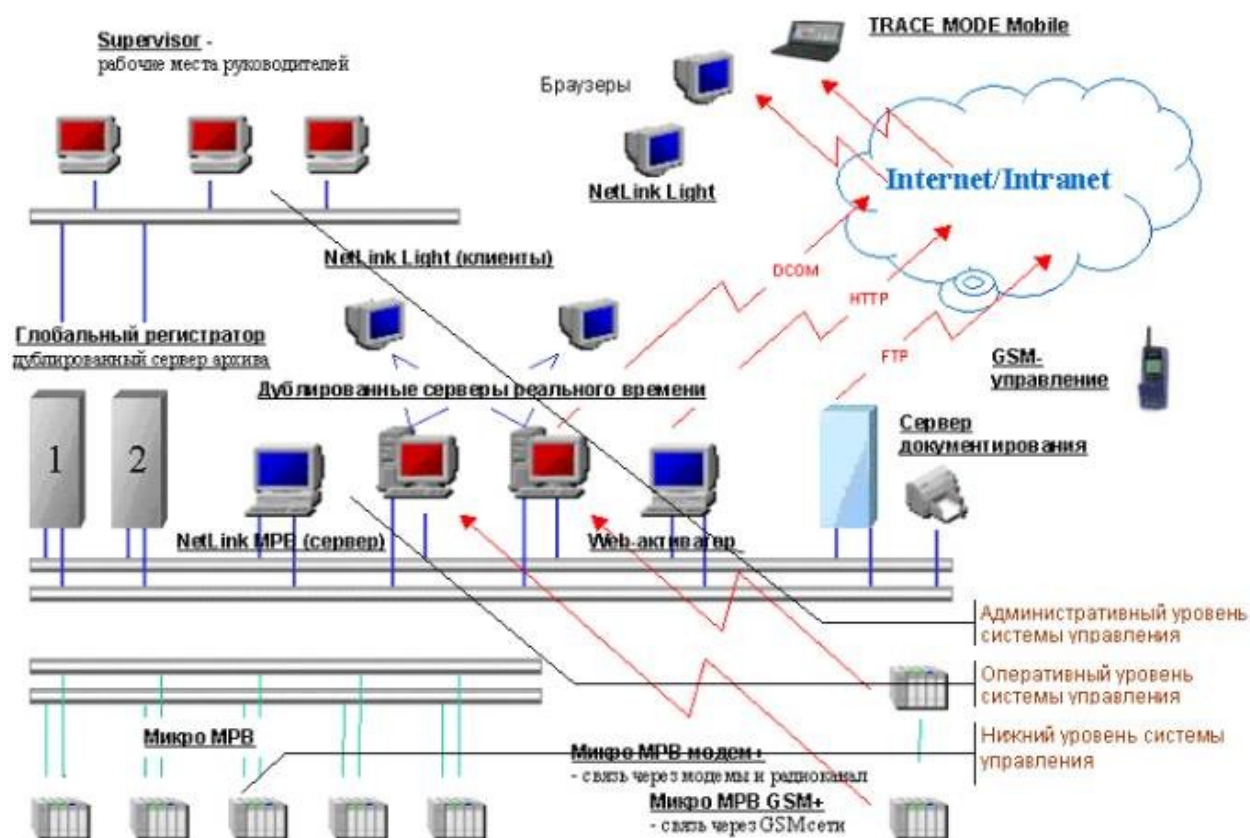 Supervisor -
рабочие места руководителей
TRACE MODE Mobile
Браузеры
Internet/Intranet
NetLink Light
NetLink Light (клиенты)
DCOM
HTTP
FTP
Глобальный регистратор
дублированный сервер архива
GSM-
управление
Дублированные серверы реального времени
Сервер
документирования
1
2
NetLink МРВ (сервер)
Web-активатор
Административный уровень
системы управления
Оперативный уровень
системы управления
Микро МРВ
Нижний уровень системы
управления
Микро МРВ модем+
- связь через модемы и радиоканал
Микро МРВ GSM+
- связь через GSM сети